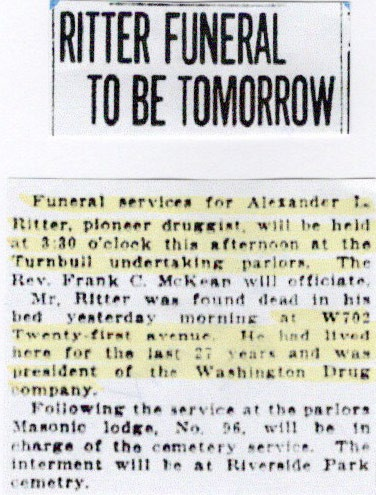 RITTER FUNERAL
TO BE TOMORROW
Funeral services for Alexander L.
Ritter, pioneer druggist, will be held
at 3:30 o'clock this afternoon at the
Turnbull undertaking parlors. The
Rev. Frank C. McKean will officiate.
Mr. Ritter was found dead in his
bed yesterday morning at W702
Twenty-first avenue. He had lived
here for the last 27 years and was
president of the Washington Drug
company.
Following the service at the parlors
Masonic lodge, No. 96, will be in
charge of the cemetery service. The
interment will be at Riverside Park
cemetry.